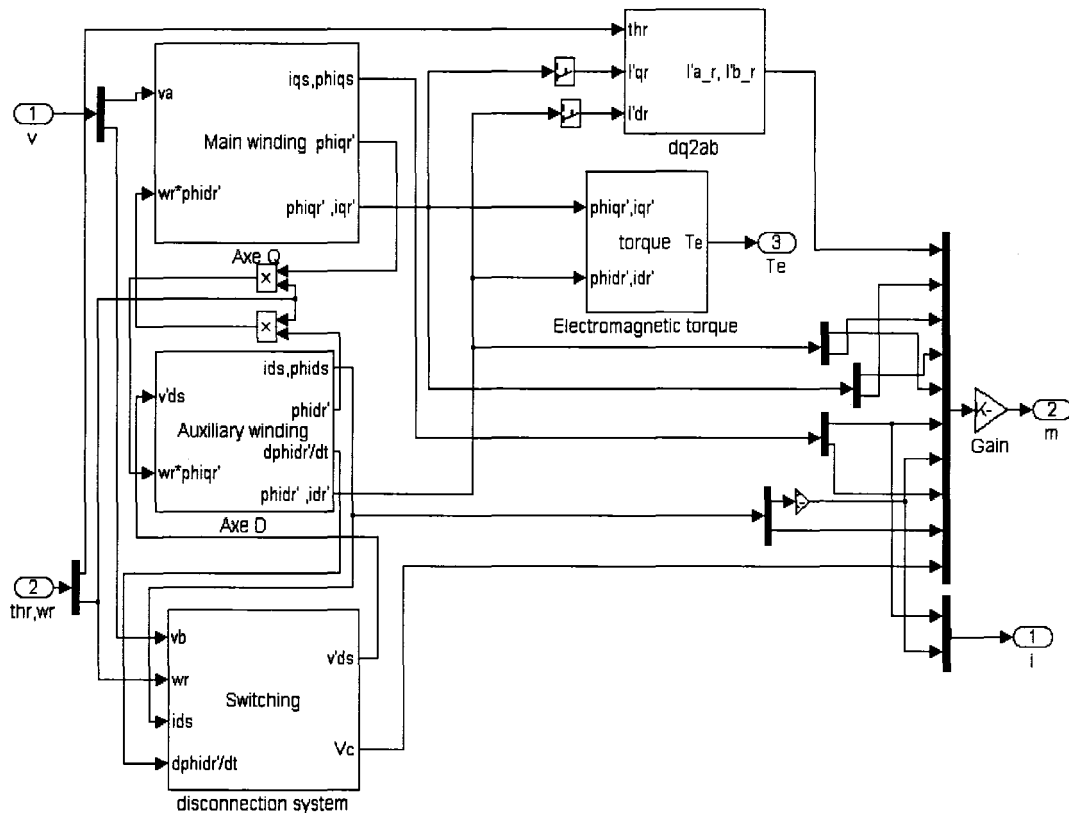 thr
I'qr
I'dr
I'a_r, I'b_r
dq2ab
1
v
va
wr*phidr'
iqs,phiqs
Main winding
phiqr'
phiqr' ,iqr'
Axe Q
×
×
phiqr',iqr'
phidr',idr'
torque
Te
Electromagnetic torque
3
Te
v'ds
wr*phiqr'
ids,phids
phidr'
Auxiliary winding
dphidr'/dt
phidr' ,idr'
Axe D
K-
Gain
2
m
-
2
thr,wr
vb
wr
ids
dphidr'/dt
Switching
v'ds
Vc
disconnection system
1
i